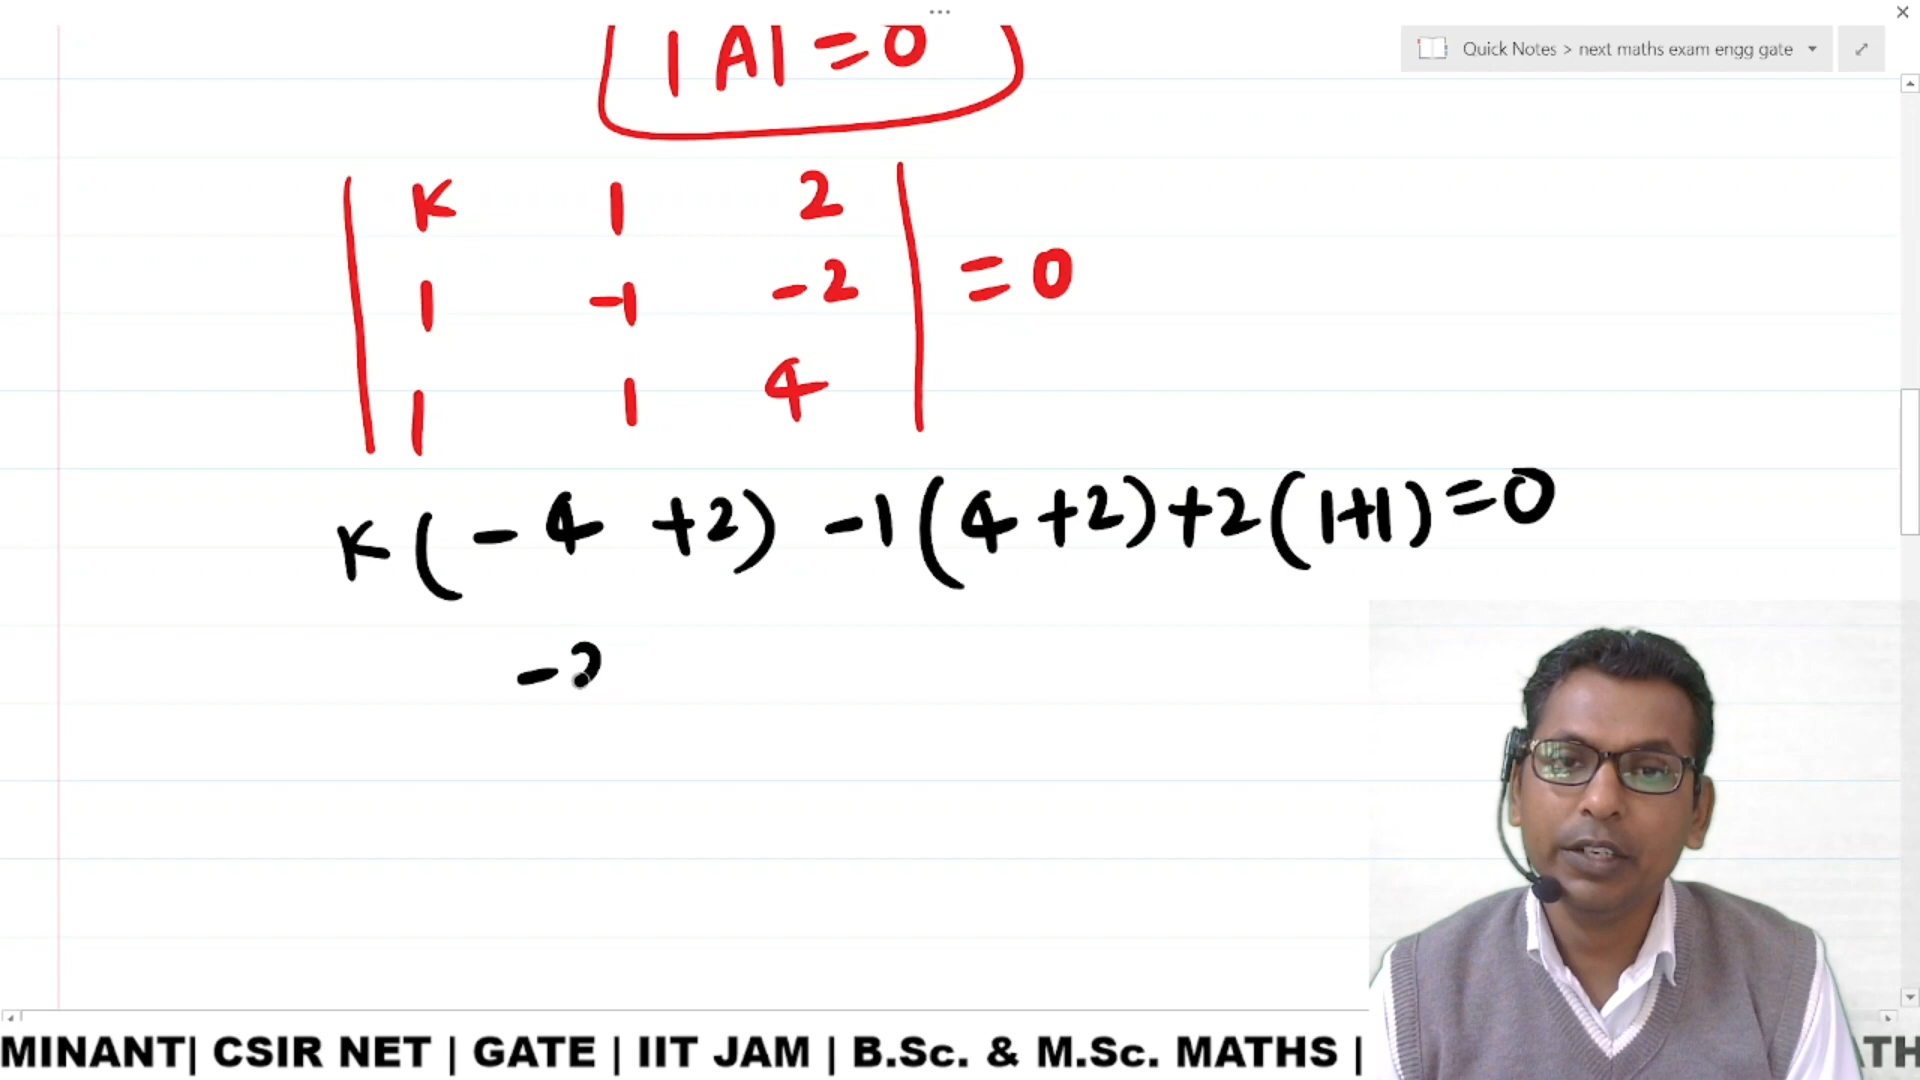 |A| = 0
Quick Notes > next maths exam engg gate
K 1 2
1 -1 -2 = 0
1 1 4
K(-4 +2) -1(4+2)+2(1+1)=0
-2
MINANT| CSIR NET | GATE | IIT JAM | B.Sc. & M.Sc. MATHS |
ATH